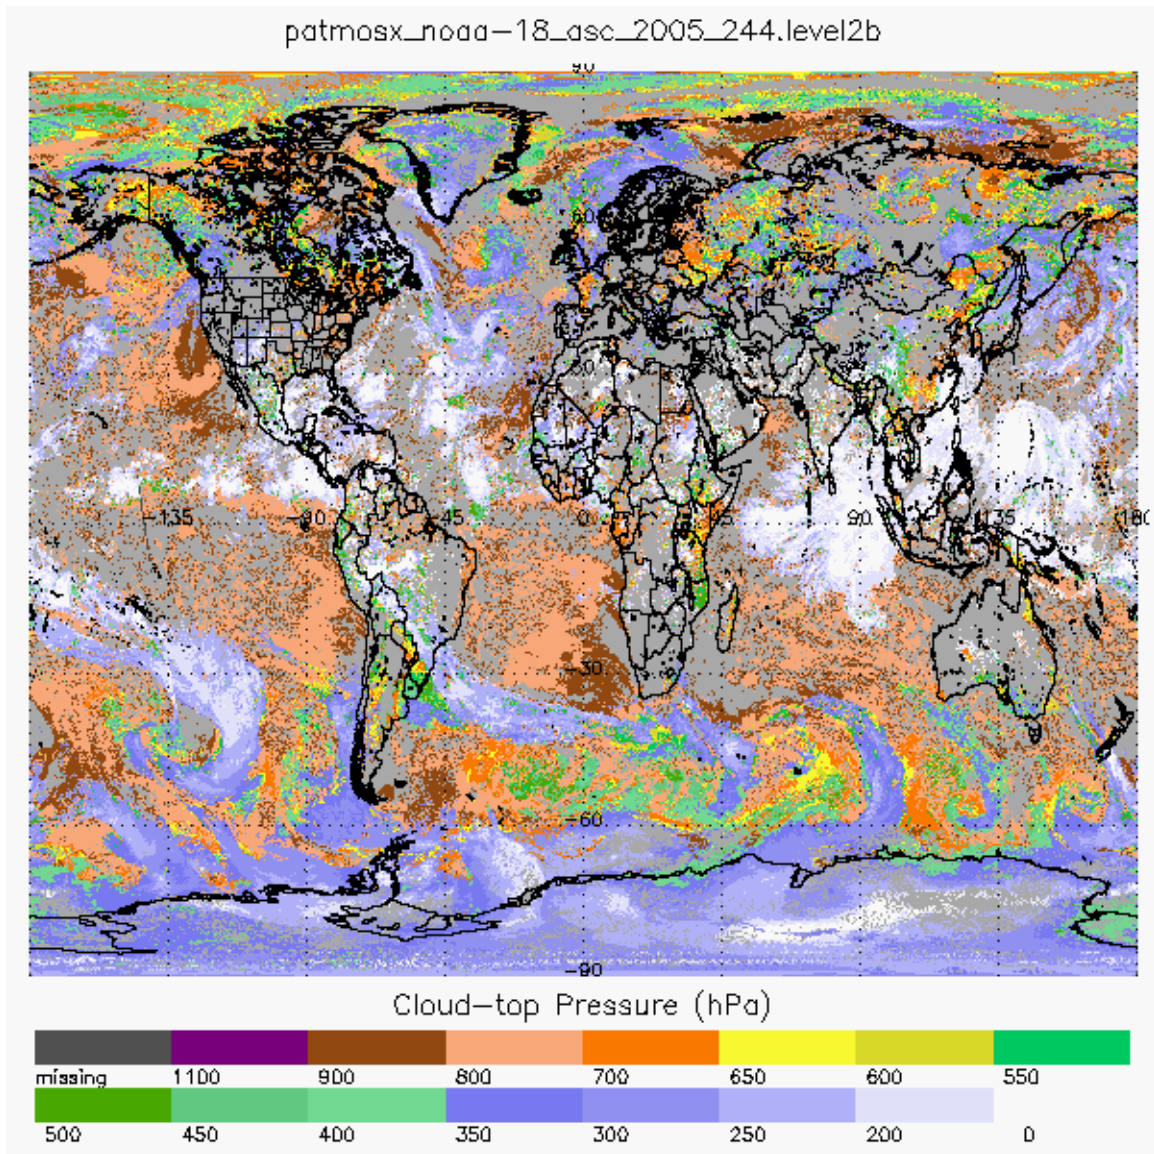 patmosx_noaa-18_asc_2005_244.level2b
90
60
30
-135 -90 -45 0 45 90 135 180
-30
-60
-90
Cloud-top Pressure (hPa)
missing 1100 900 800 700 650 600 550
500 450 400 350 300 250 200 0